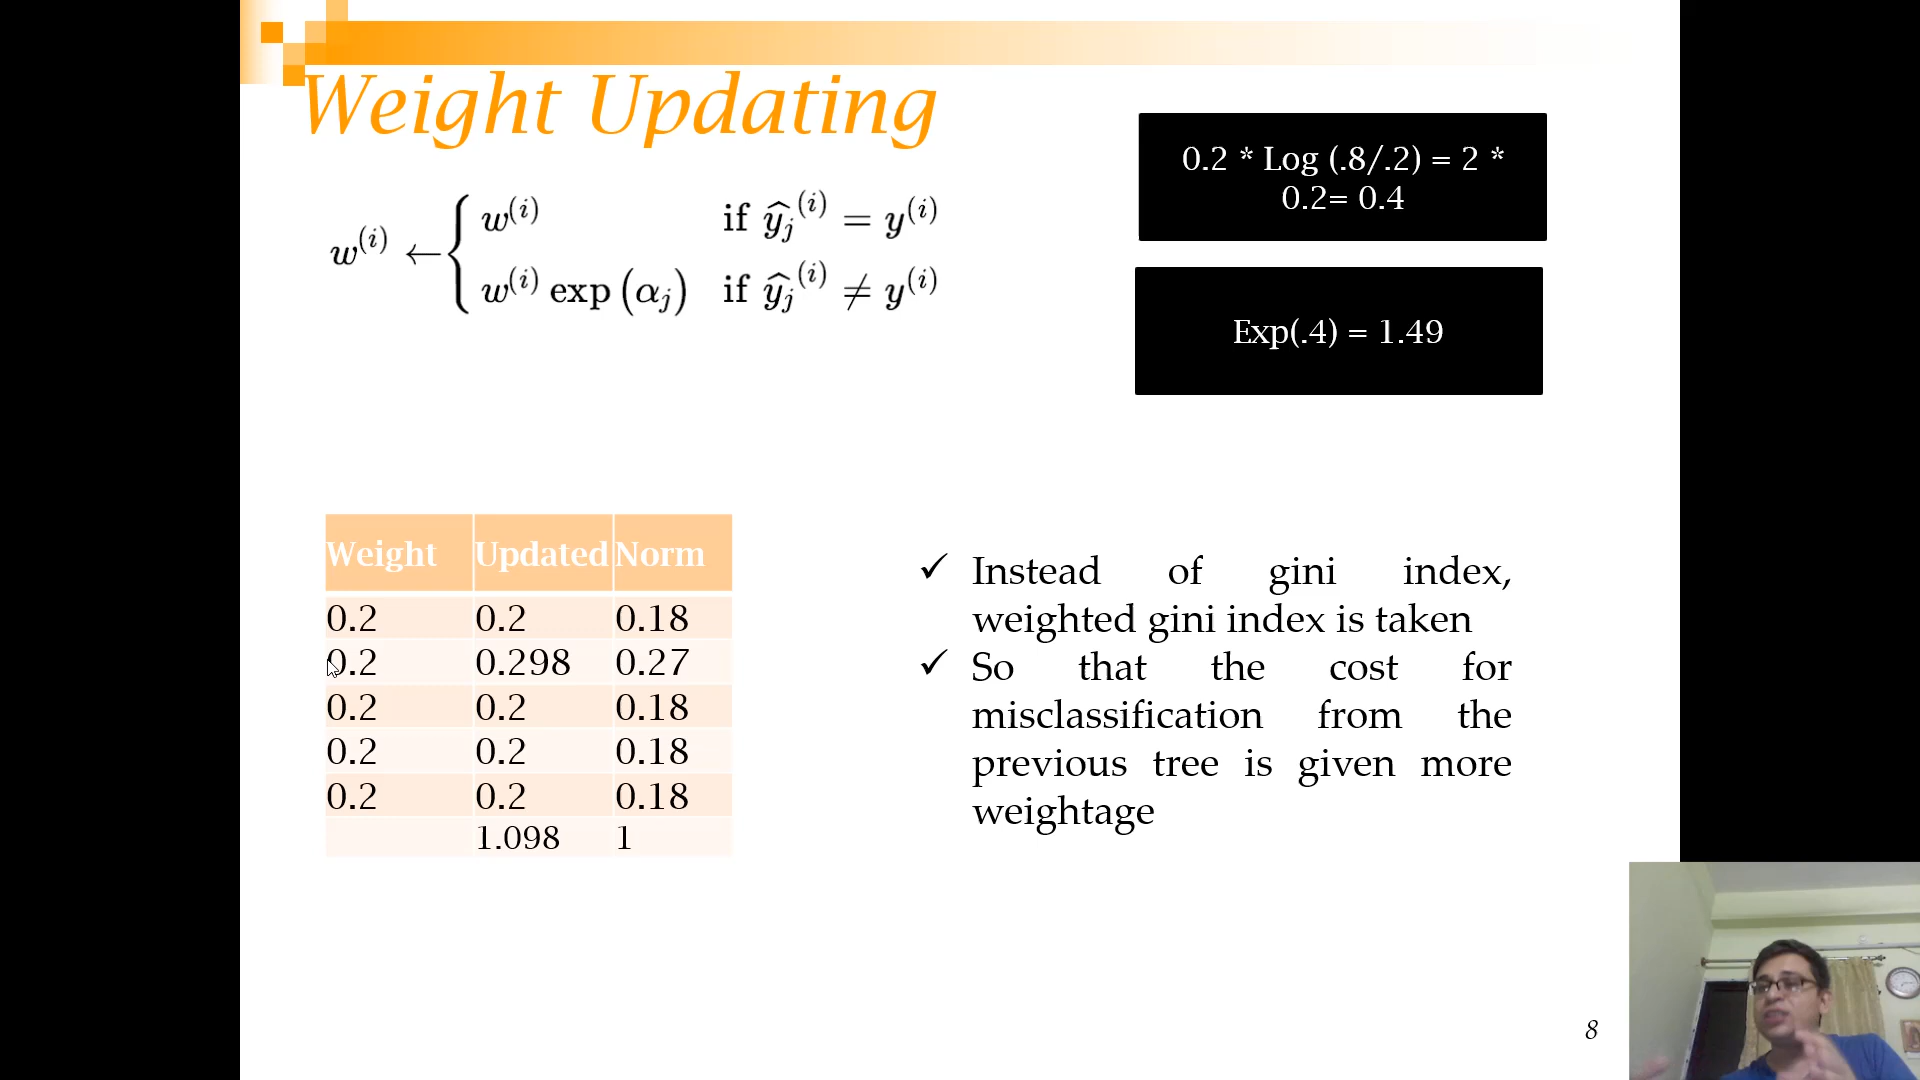 Weight Updating
0.2 * Log (.8/.2) = 2 *
0.2= 0.4
w^(i) ← { w^(i) if ŷ_j^(i) = y^(i)
w^(i) exp (α_j) if ŷ_j^(i) ≠ y^(i)
Exp(.4) = 1.49
Weight Updated Norm
0.2 0.2 0.18
0.2 0.298 0.27
0.2 0.2 0.18
0.2 0.2 0.18
0.2 0.2 0.18
1.098 1
✓ Instead of gini index,
weighted gini index is taken
✓ So that the cost for
misclassification from the
previous tree is given more
weightage
8